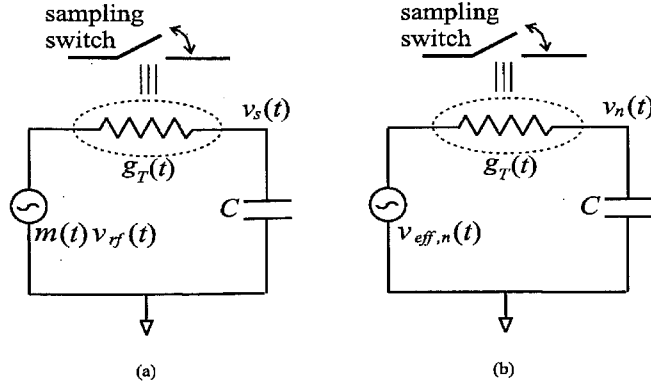 sampling
switch
v_s(t)
g_T(t)
C
m(t) v_rf(t)
(a)
sampling
switch
v_n(t)
g_T(t)
C
v_eff,n(t)
(b)